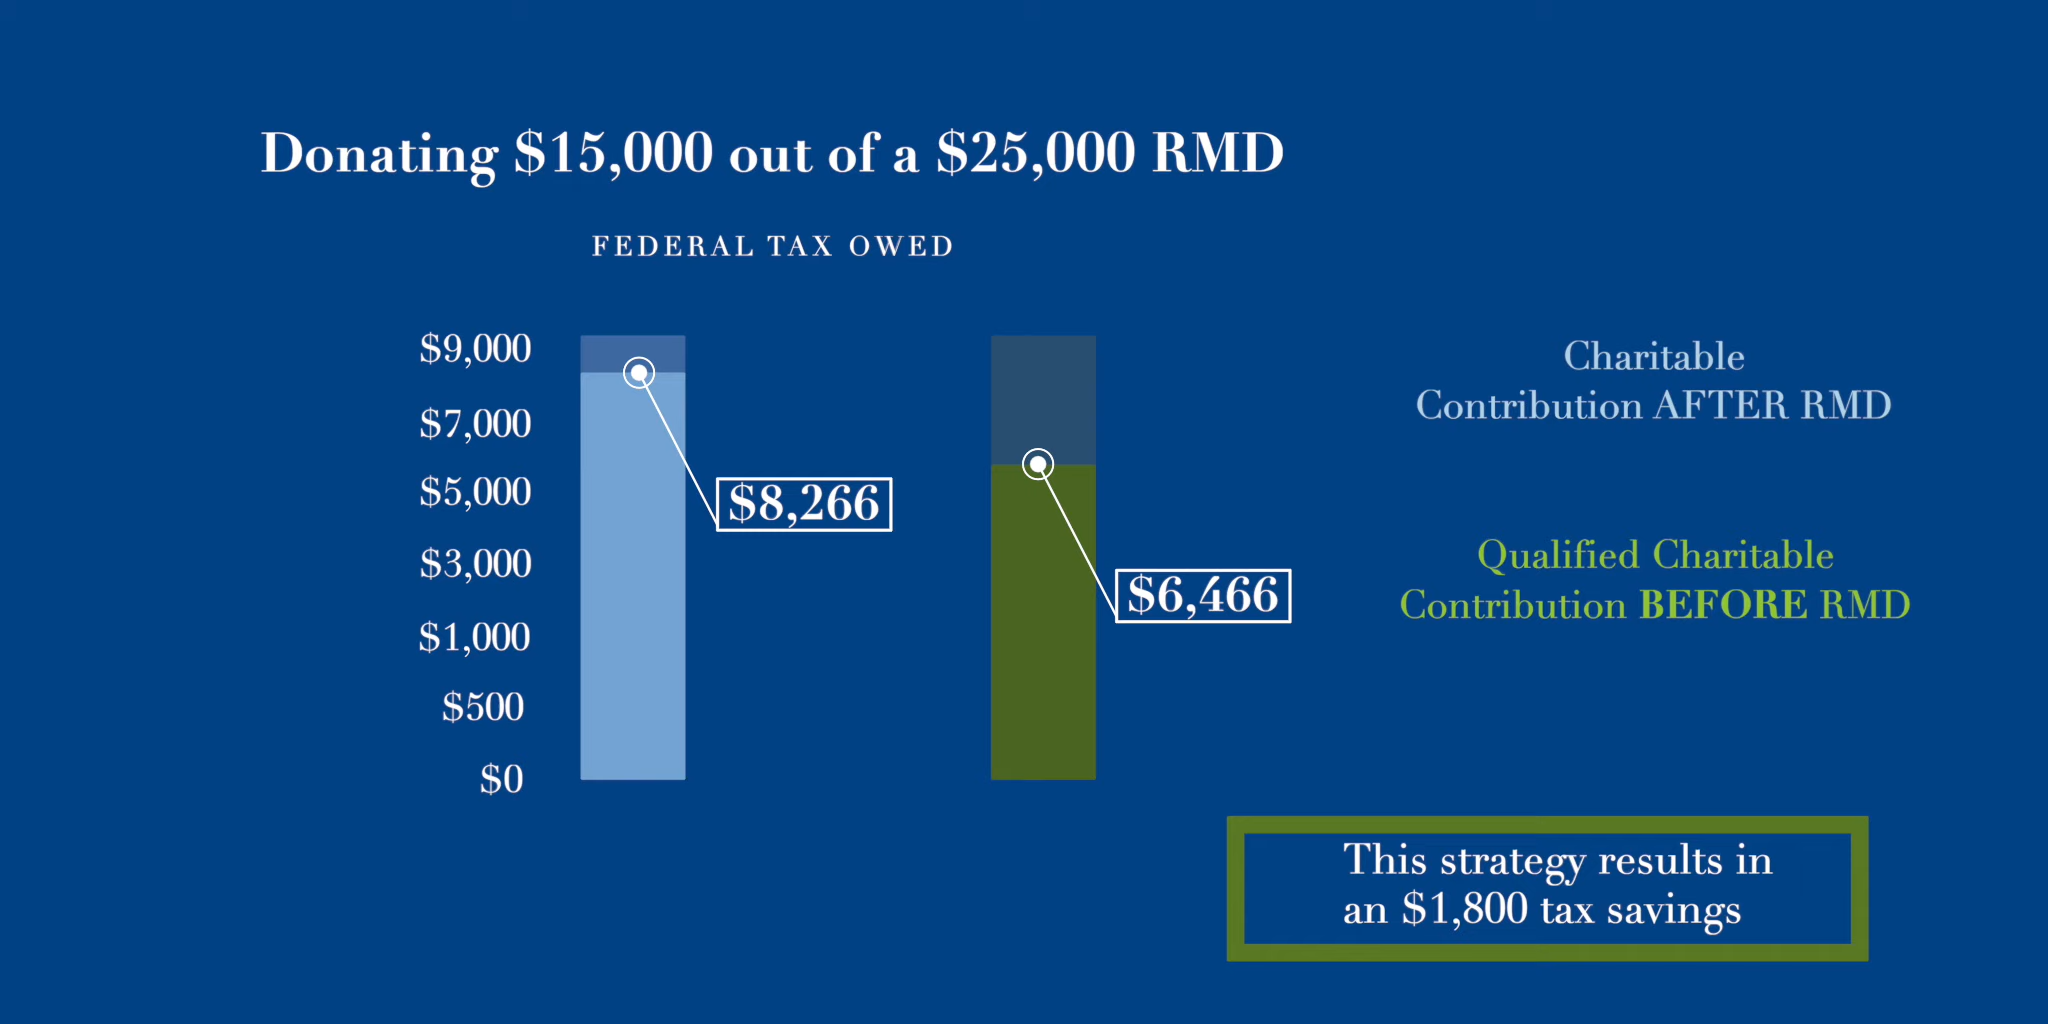 Donating $15,000 out of a $25,000 RMD
FEDERAL TAX OWED
$9,000
$7,000
$5,000
$3,000
$1,000
$500
$0
$8,266
$6,466
Charitable
Contribution AFTER RMD
Qualified Charitable
Contribution BEFORE RMD
This strategy results in
an $1,800 tax savings